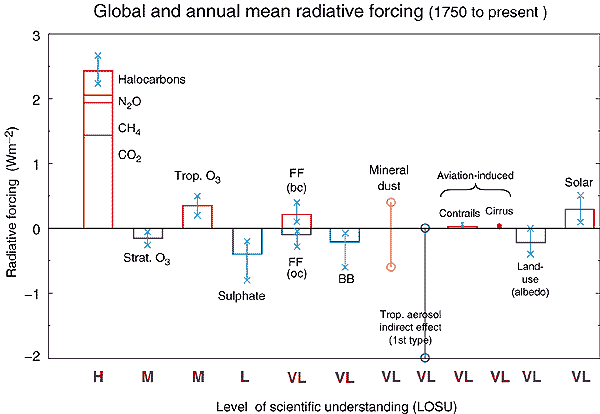 Global and annual mean radiative forcing (1750 to present )
Radiative forcing (Wm−2)
3
2
1
0
−1
−2
Halocarbons
N2O
CH4
CO2
Strat. O3
Trop. O3
Sulphate
FF
(bc)
FF
(oc)
BB
Mineral
dust
Trop. aerosol
indirect effect
(1st type)
Aviation-induced
Contrails
Cirrus
Land-
use
(albedo)
Solar
H M M L VL VL VL VL VL VL VL VL
Level of scientific understanding (LOSU)